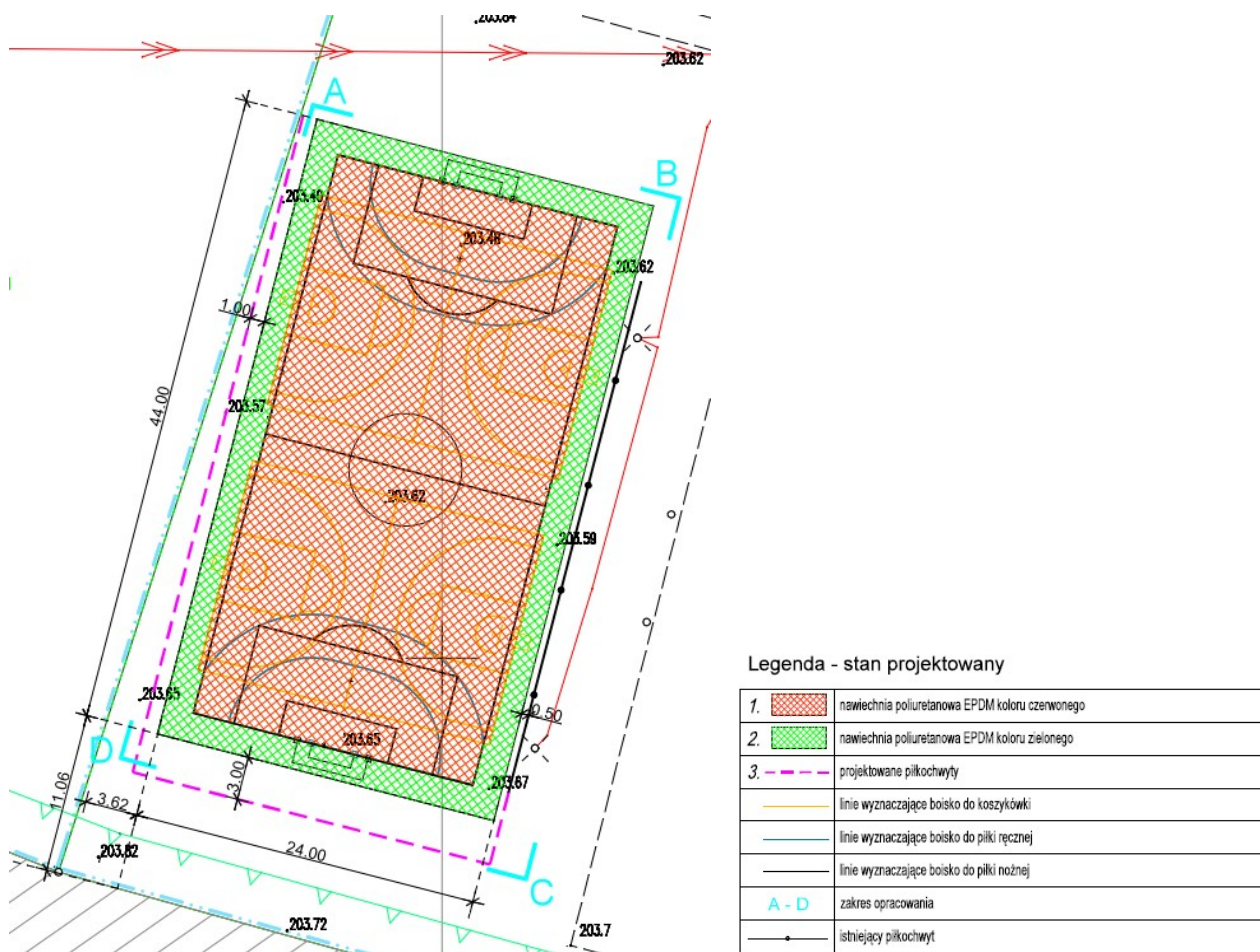 203.84
203.62
A
B
203.40
203.48
203.62
1.00
44.00
203.57
203.62
203.59
203.65
0.50
203.65
D
203.67
3.00
11.06
3.62
24.00
203.82
C
203.72
203.7
Legenda - stan projektowany
1. nawiechnia poliuretanowa EPDM koloru czerwonego
2. nawiechnia poliuretanowa EPDM koloru zielonego
3. projektowane piłkochwyty
linie wyznaczające boisko do koszykówki
linie wyznaczające boisko do piłki ręcznej
linie wyznaczające boisko do piłki nożnej
A - D zakres opracowania
istniejący piłkochwyt